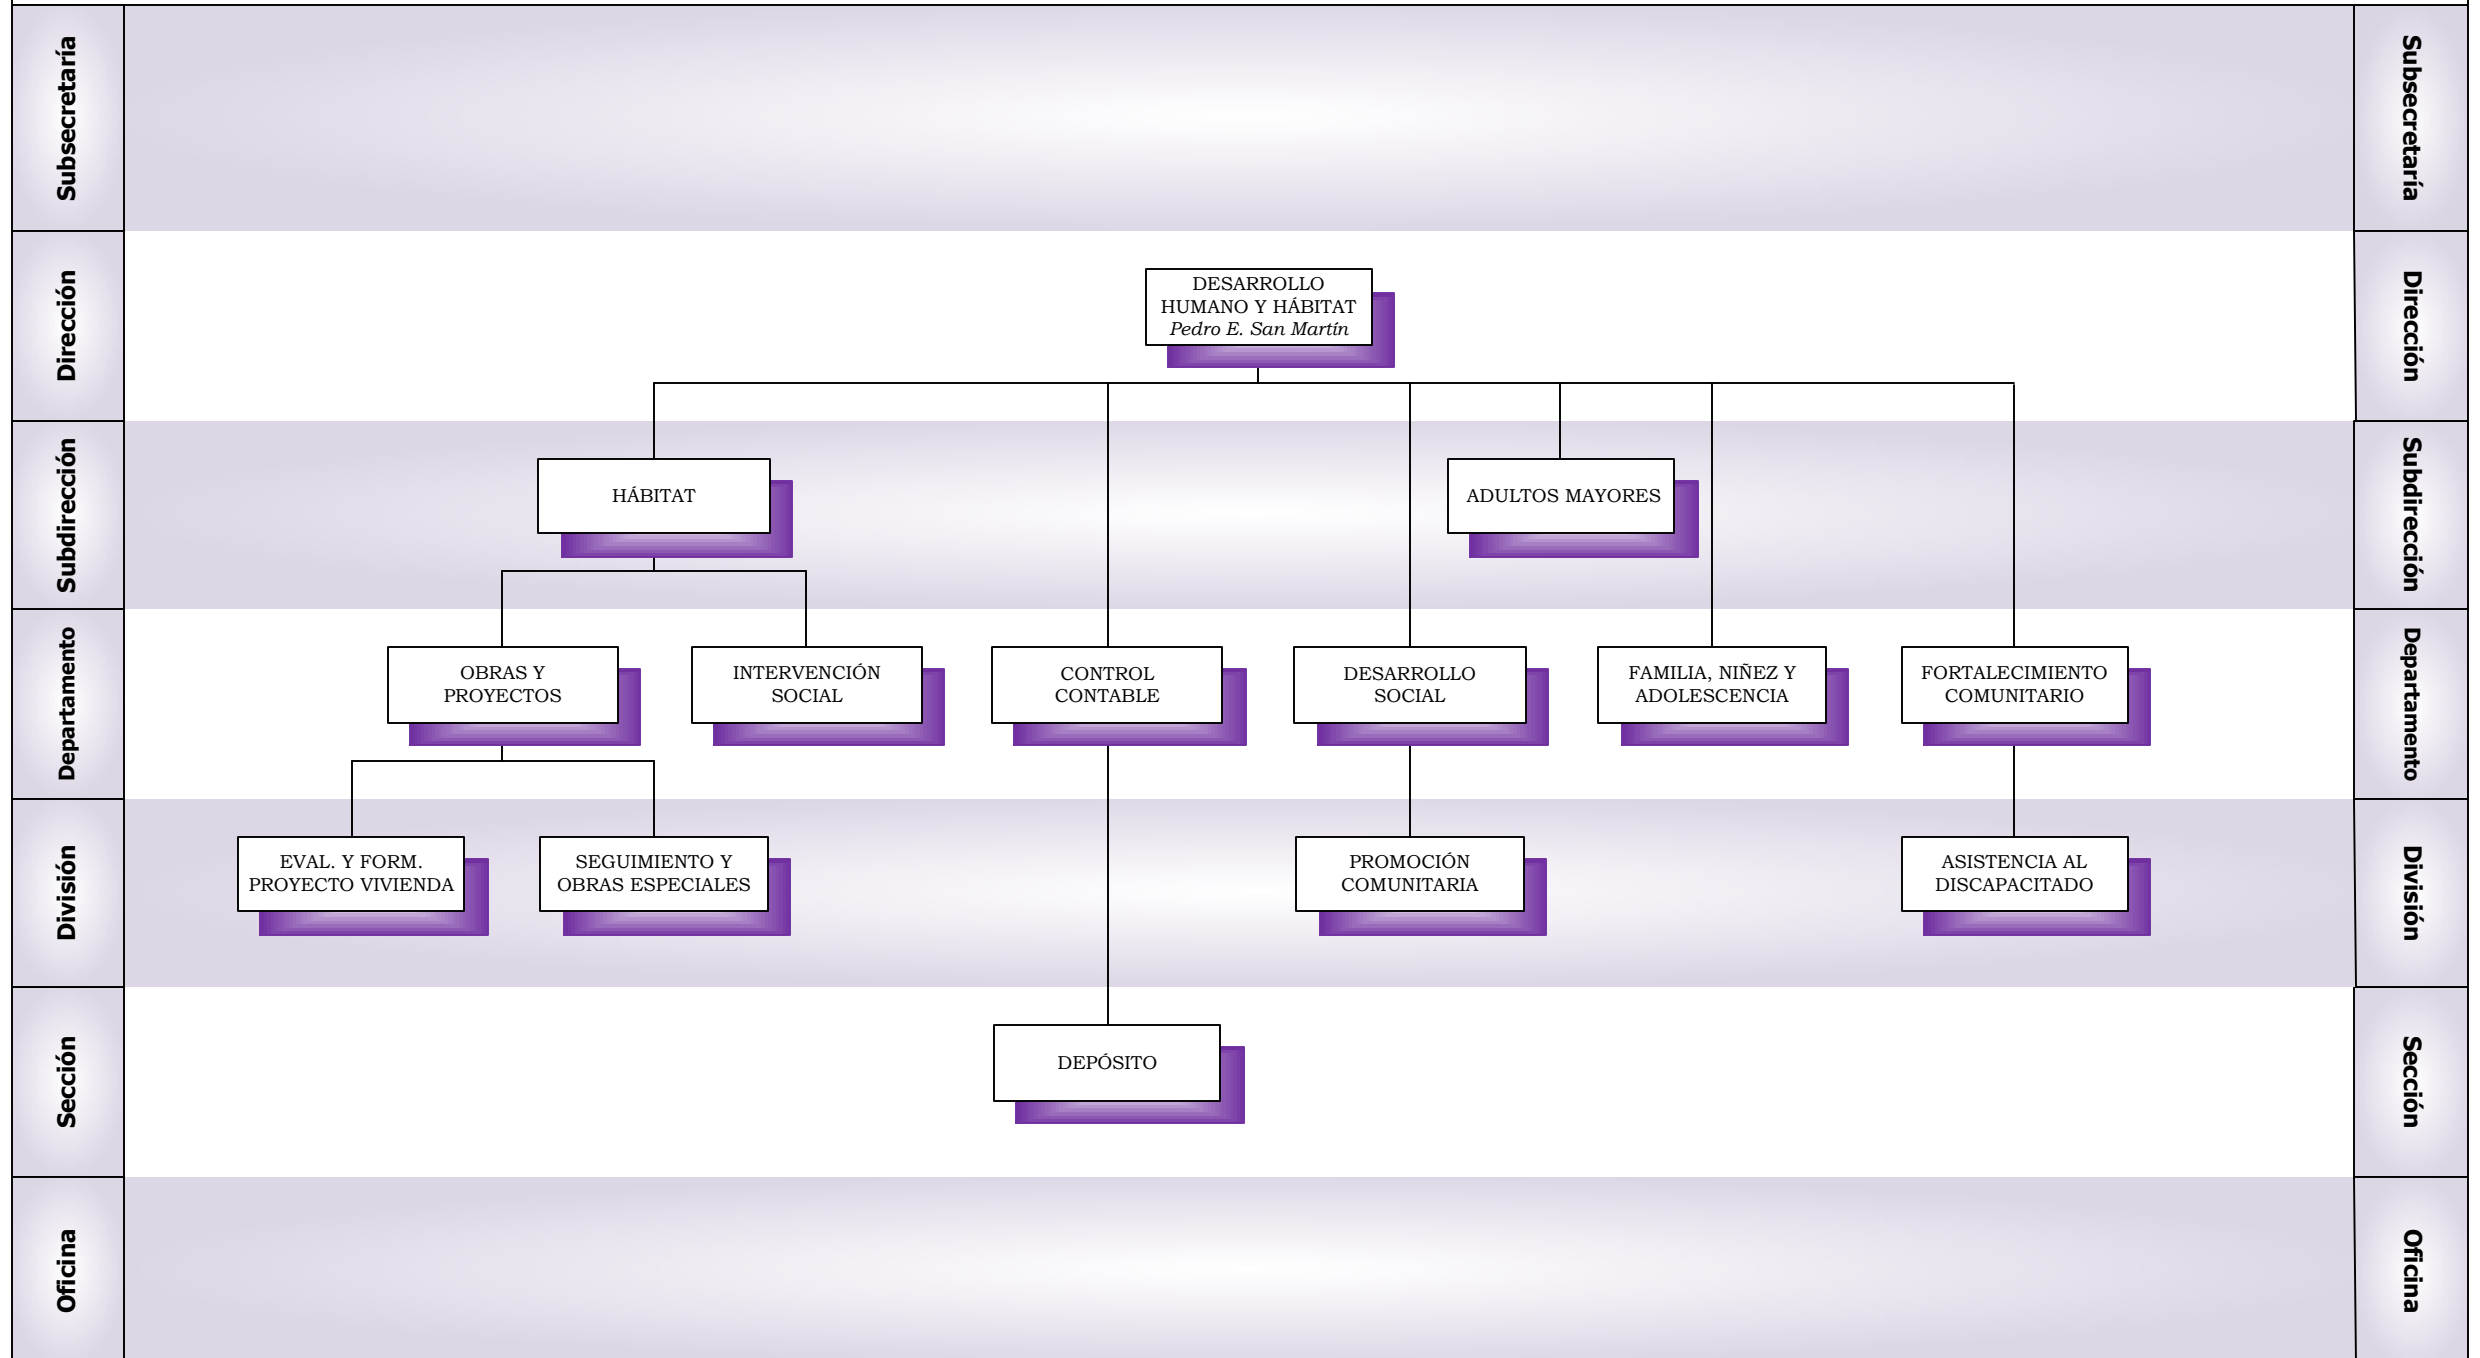 Subsecretaría
Subsecretaría
Dirección
DESARROLLO
HUMANO Y HÁBITAT
Pedro E. San Martín
Dirección
Subdirección
HÁBITAT
ADULTOS MAYORES
Subdirección
Departamento
OBRAS Y
PROYECTOS
INTERVENCIÓN
SOCIAL
CONTROL
CONTABLE
DESARROLLO
SOCIAL
FAMILIA, NIÑEZ Y
ADOLESCENCIA
FORTALECIMIENTO
COMUNITARIO
Departamento
División
EVAL. Y FORM.
PROYECTO VIVIENDA
SEGUIMIENTO Y
OBRAS ESPECIALES
PROMOCIÓN
COMUNITARIA
ASISTENCIA AL
DISCAPACITADO
División
Sección
DEPÓSITO
Sección
Oficina
Oficina